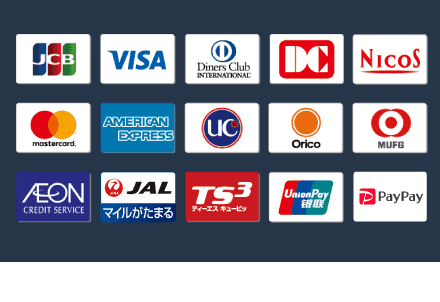 JCB
VISA
Diners Club
INTERNATIONAL
DC
NICOS
mastercard.
AMERICAN
EXPRESS
UC
Orico
MUFG
ÆON
CREDIT SERVICE
JAL
マイルがたまる
TS3
ティーエス キュービック
UnionPay
银联
PayPay